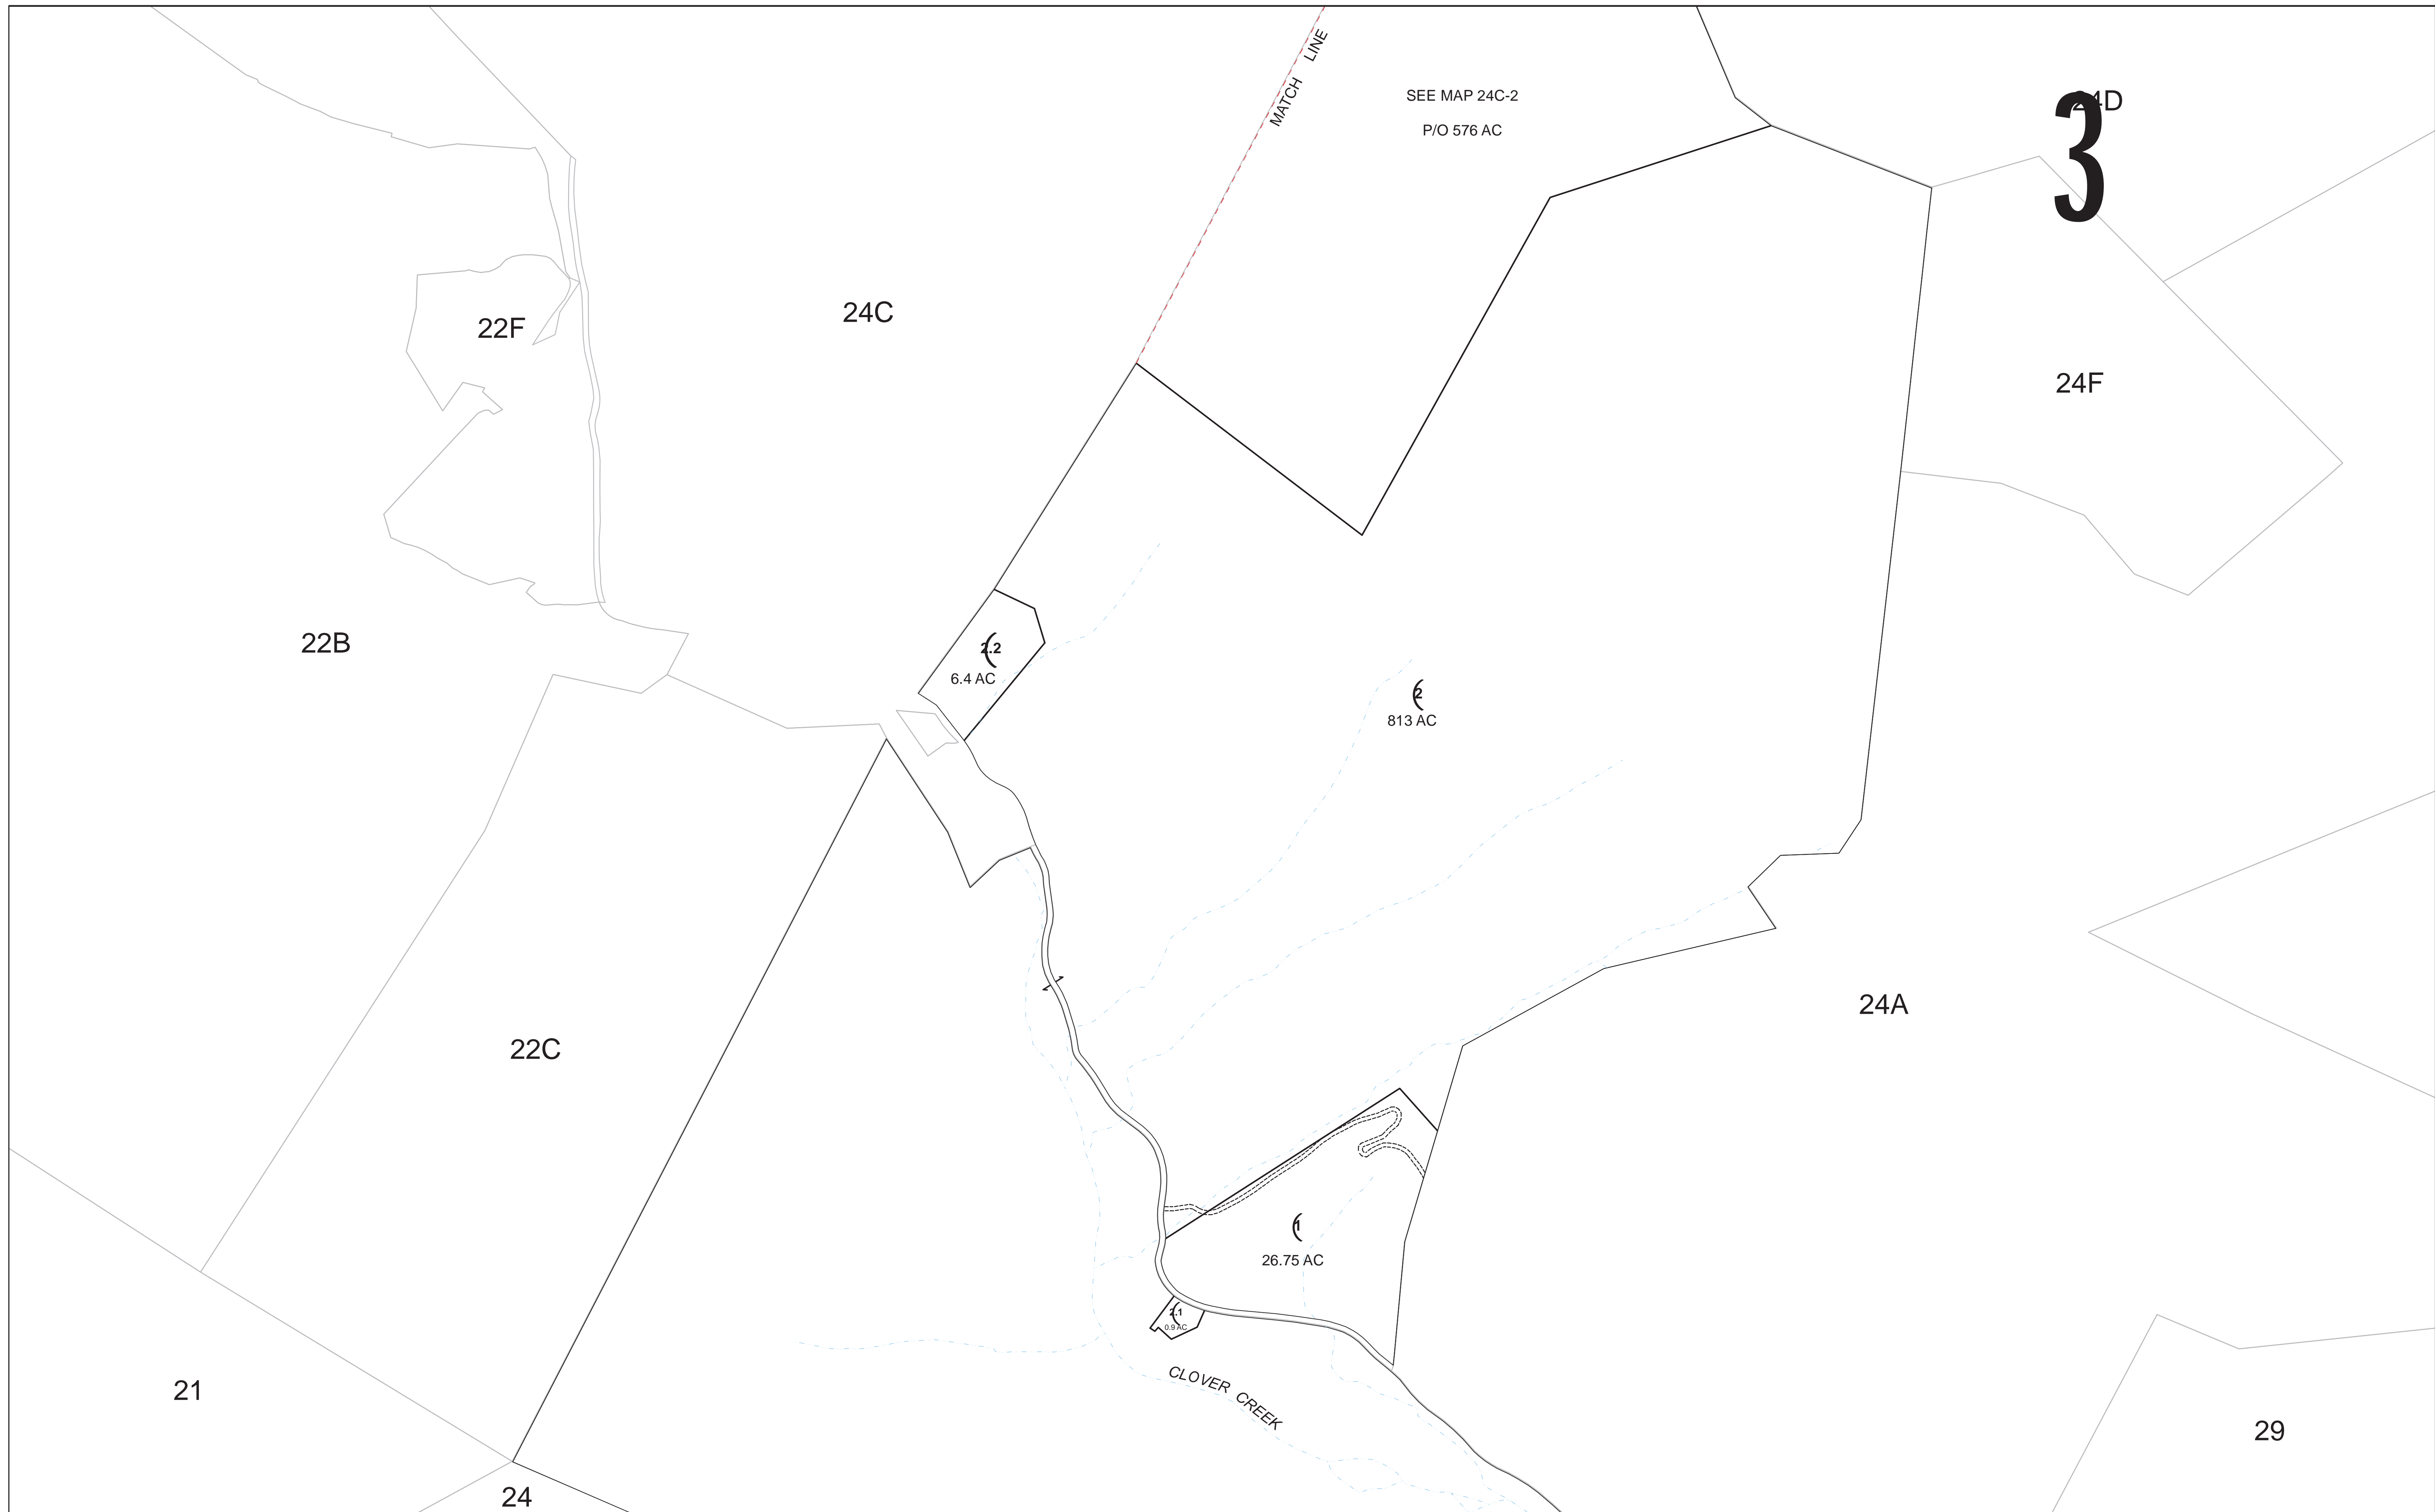 MATCH LINE
SEE MAP 24C-2
P/O 576 AC
24D
3
24C
22F
24F
22B
2.2
6.4 AC
2
813 AC
24A
22C
1
26.75 AC
2.1
0.9 AC
CLOVER CREEK
21
29
24